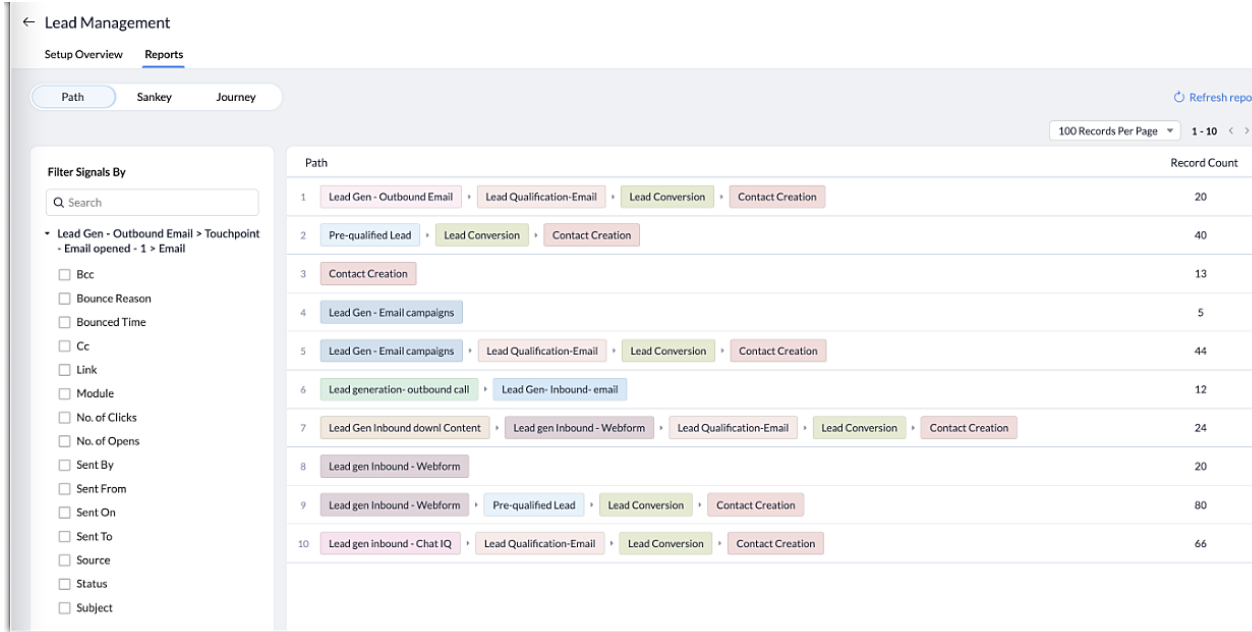 ← Lead Management
Setup Overview Reports
Path Sankey Journey
Refresh repo
100 Records Per Page 1 - 10 < >
Filter Signals By
Search
Lead Gen - Outbound Email > Touchpoint
- Email opened - 1 > Email
Bcc
Bounce Reason
Bounced Time
Cc
Link
Module
No. of Clicks
No. of Opens
Sent By
Sent From
Sent On
Sent To
Source
Status
Subject
Path Record Count
1 Lead Gen - Outbound Email Lead Qualification-Email Lead Conversion Contact Creation 20
2 Pre-qualified Lead Lead Conversion Contact Creation 40
3 Contact Creation 13
4 Lead Gen - Email campaigns 5
5 Lead Gen - Email campaigns Lead Qualification-Email Lead Conversion Contact Creation 44
6 Lead generation- outbound call Lead Gen- Inbound- email 12
7 Lead Gen Inbound downl Content Lead gen Inbound - Webform Lead Qualification-Email Lead Conversion Contact Creation 24
8 Lead gen Inbound - Webform 20
9 Lead gen Inbound - Webform Pre-qualified Lead Lead Conversion Contact Creation 80
10 Lead gen inbound - Chat IQ Lead Qualification-Email Lead Conversion Contact Creation 66